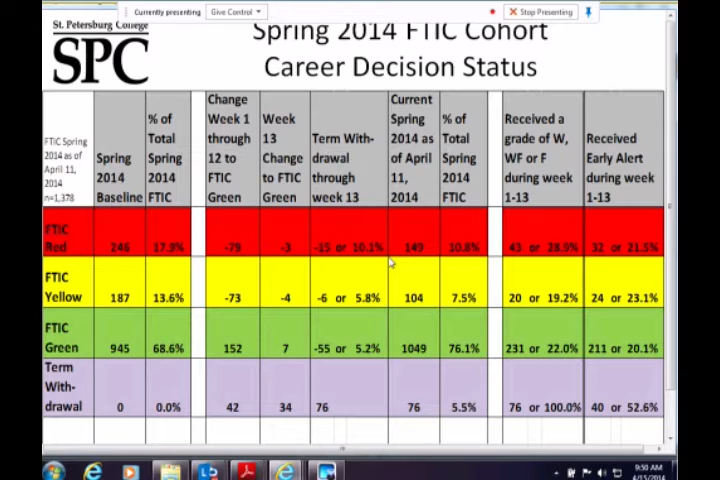 Currently presenting Give Control Stop Presenting
St. Petersburg College
SPC
Spring 2014 FTIC Cohort
Career Decision Status
FTIC Spring
2014 as of
April 11,
2014
n=1,378
Spring
2014
Baseline
% of
Total
Spring
2014
FTIC
Change
Week 1
through
12 to
FTIC
Green
Week
13
Change
to FTIC
Green
Term With-
drawal
through
week 13
Current
Spring
2014 as
of April
11,
2014
% of
Total
Spring
2014
FTIC
Received a
grade of W,
WF or F
during week
1-13
Received
Early Alert
during week
1-13
FTIC
Red 246 17.9% -79 -3 -15 or 10.1% 149 10.8% 43 or 28.9% 32 or 21.5%
FTIC
Yellow 187 13.6% -73 -4 -6 or 5.8% 104 7.5% 20 or 19.2% 24 or 23.1%
FTIC
Green 945 68.6% 152 7 -55 or 5.2% 1049 76.1% 231 or 22.0% 211 or 20.1%
Term
With-
drawal 0 0.0% 42 34 76 76 5.5% 76 or 100.0% 40 or 52.6%
9:50 AM
4/15/2014